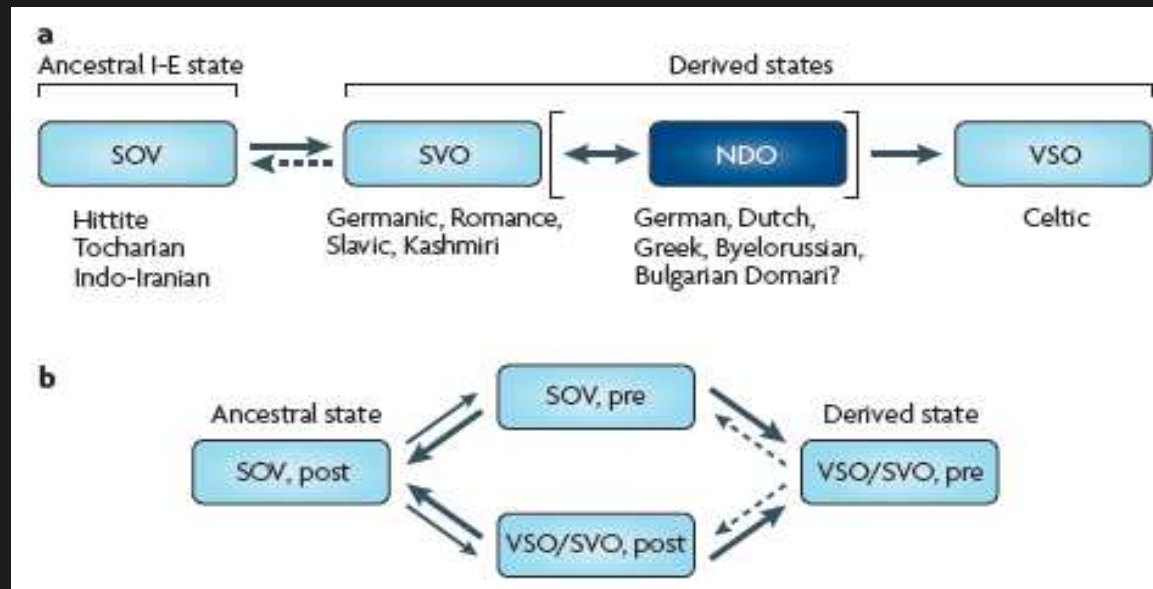 a
Ancestral I-E state
Derived states
SOV
SVO
NDO
VSO
Hittite
Tocharian
Indo-Iranian
Germanic, Romance,
Slavic, Kashmiri
German, Dutch,
Greek, Byelorussian,
Bulgarian Domari?
Celtic
b
Ancestral state
SOV, post
SOV, pre
VSO/SVO, post
Derived state
VSO/SVO, pre